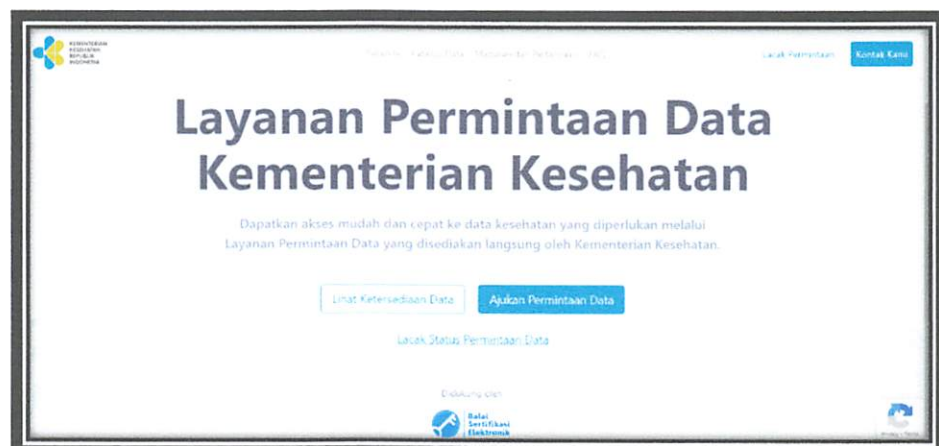 KEMENTERIAN
KESEHATAN
REPUBLIK
INDONESIA
Lacak Permintaan
Kontak Kami
Layanan Permintaan Data
Kementerian Kesehatan
Dapatkan akses mudah dan cepat ke data kesehatan yang diperlukan melalui
Layanan Permintaan Data yang disediakan langsung oleh Kementerian Kesehatan.
Lihat Ketersediaan Data
Ajukan Permintaan Data
Lacak Status Permintaan Data
Didukung oleh
Balai
Sertifikasi
Elektronik